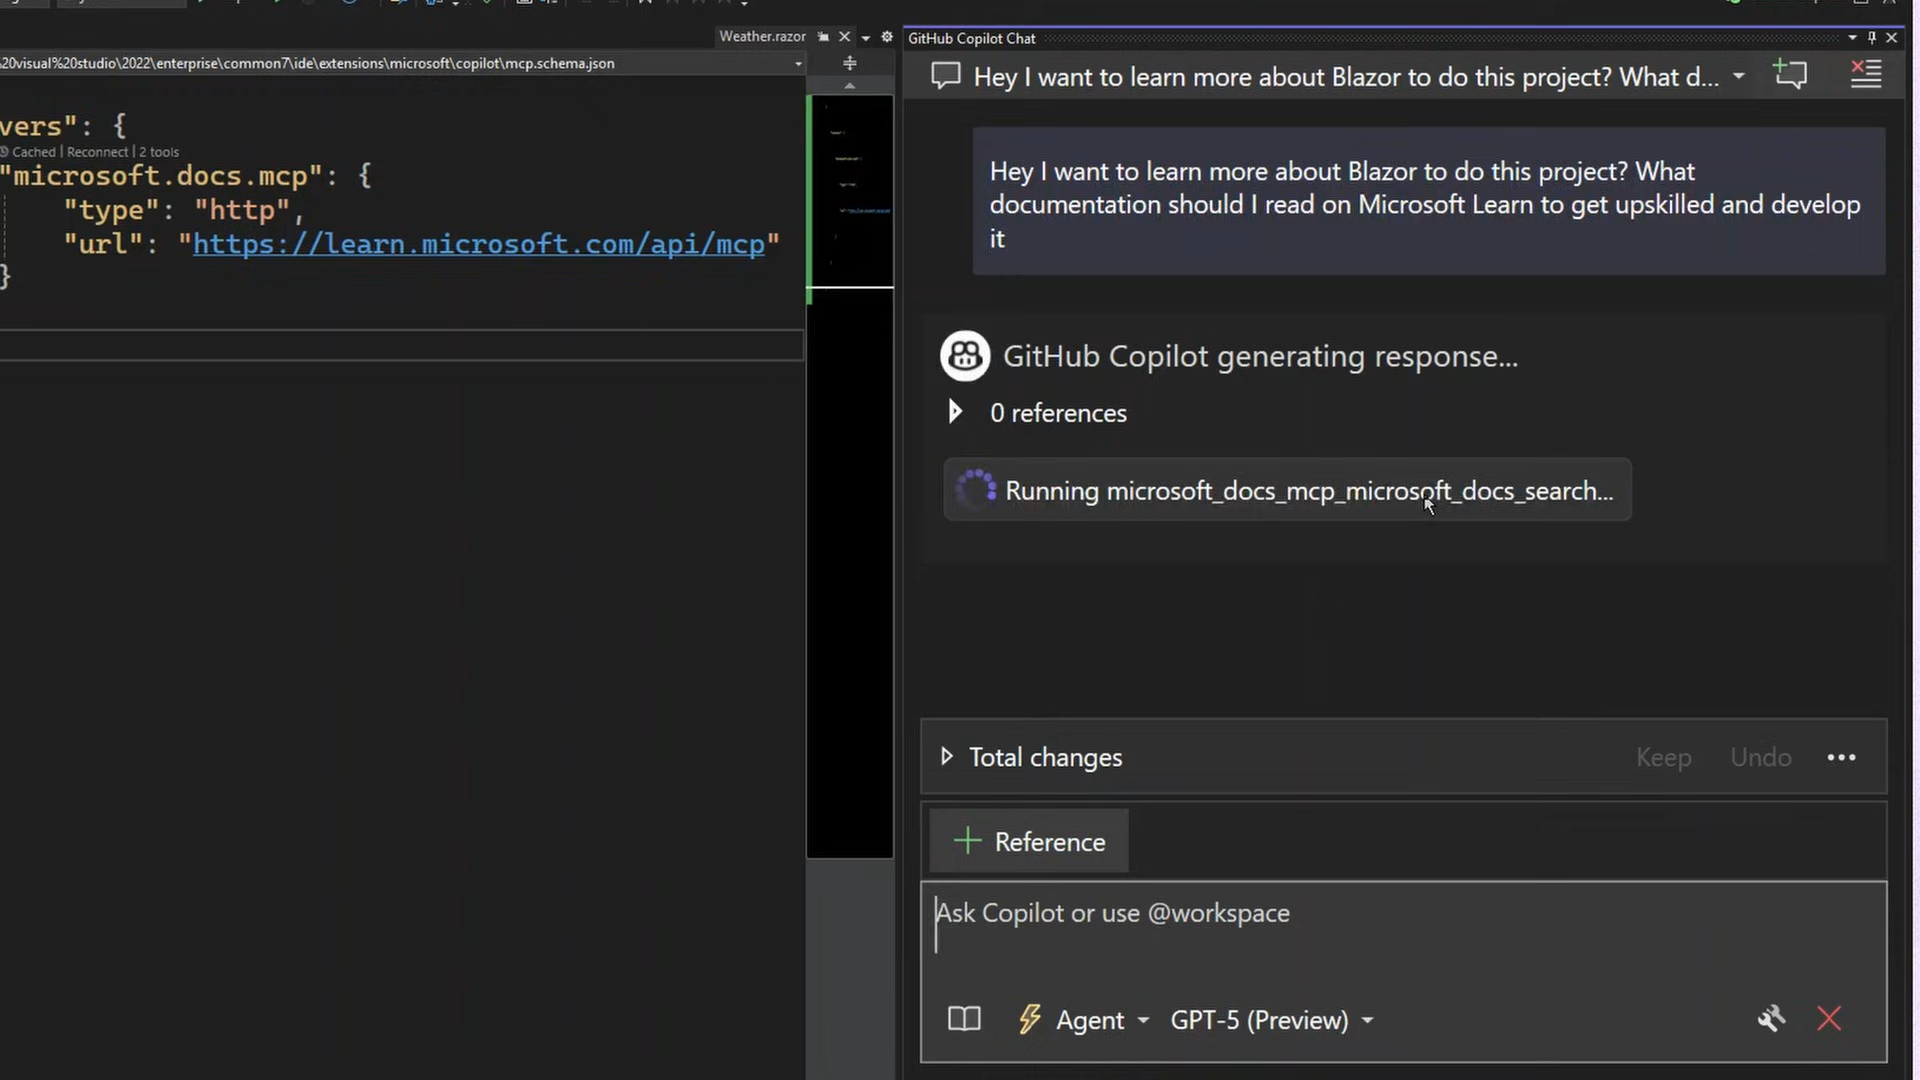 Weather.razor
GitHub Copilot Chat
20visual%20studio\2022\enterprise\common7\ide\extensions\microsoft\copilot\mcp.schema.json
Hey I want to learn more about Blazor to do this project? What d...
vers": {
Cached | Reconnect | 2 tools
"microsoft.docs.mcp": {
"type": "http",
"url": "https://learn.microsoft.com/api/mcp"
}
Hey I want to learn more about Blazor to do this project? What
documentation should I read on Microsoft Learn to get upskilled and develop
it
GitHub Copilot generating response...
0 references
Running microsoft_docs_mcp_microsoft_docs_search...
Total changes
Keep
Undo
Reference
Ask Copilot or use @workspace
Agent
GPT-5 (Preview)